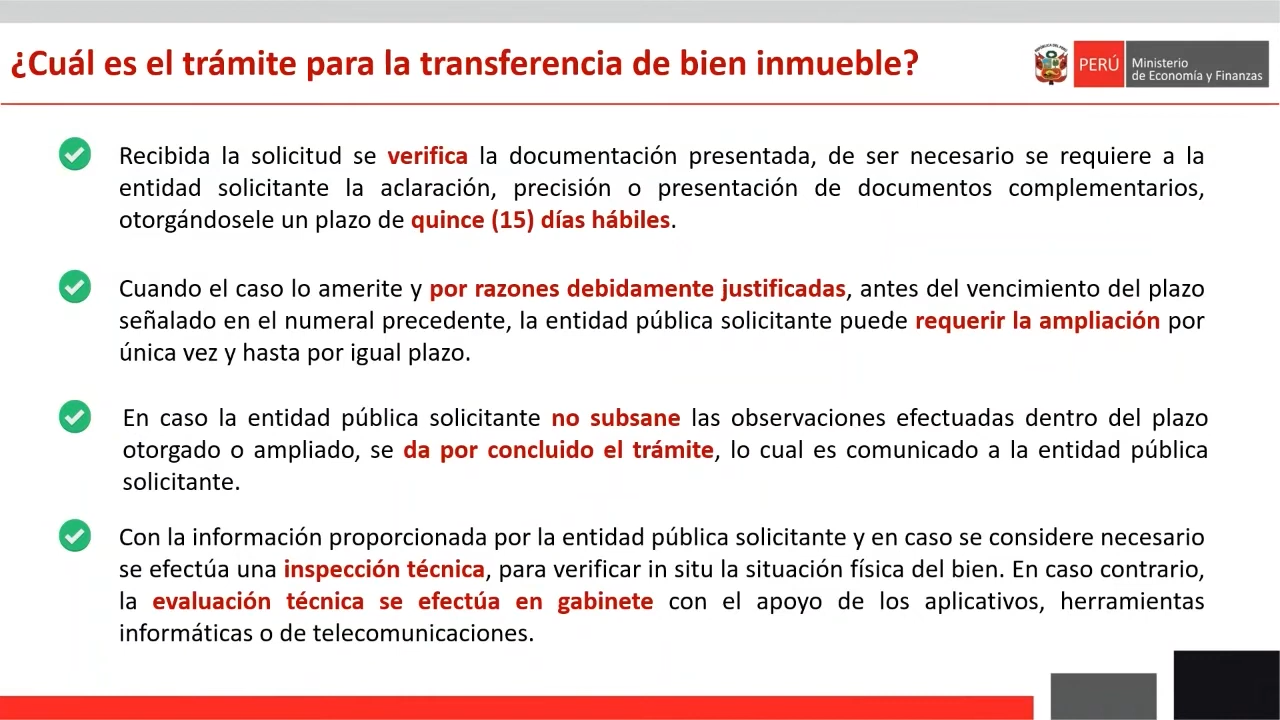 ¿Cuál es el trámite para la transferencia de bien inmueble?
PERÚ
Ministerio
de Economía y Finanzas
Recibida la solicitud se verifica la documentación presentada, de ser necesario se requiere a la
entidad solicitante la aclaración, precisión o presentación de documentos complementarios,
otorgándosele un plazo de quince (15) días hábiles.
Cuando el caso lo amerite y por razones debidamente justificadas, antes del vencimiento del plazo
señalado en el numeral precedente, la entidad pública solicitante puede requerir la ampliación por
única vez y hasta por igual plazo.
En caso la entidad pública solicitante no subsane las observaciones efectuadas dentro del plazo
otorgado o ampliado, se da por concluido el trámite, lo cual es comunicado a la entidad pública
solicitante.
Con la información proporcionada por la entidad pública solicitante y en caso se considere necesario
se efectúa una inspección técnica, para verificar in situ la situación física del bien. En caso contrario,
la evaluación técnica se efectúa en gabinete con el apoyo de los aplicativos, herramientas
informáticas o de telecomunicaciones.